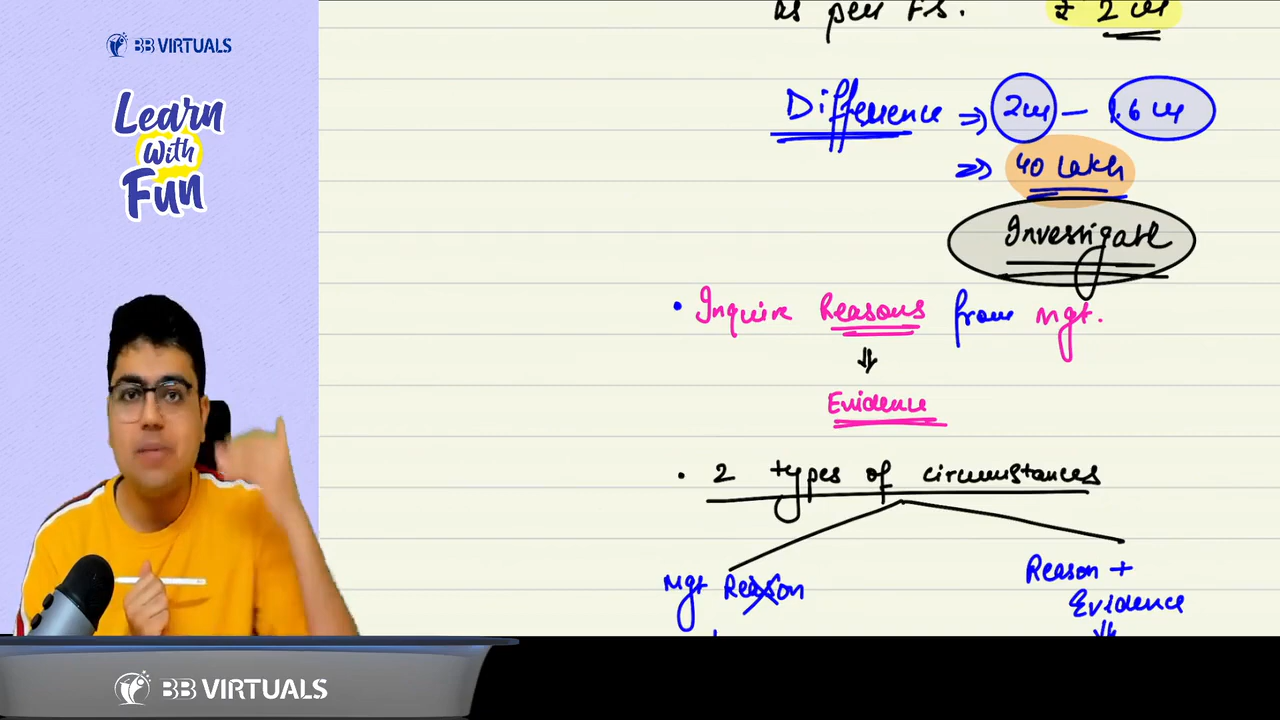 BB VIRTUALS
Learn
With
Fun
as per FS. ₹ 2 cr
Difference ⇒ 2cr — 1.6 cr
⇒ 40 Lakh
Investigate
• Inquire Reasons from Mgt.
⇓
Evidence
• 2 types of circumstances
Mgt Reason
Reason +
Evidence
BB VIRTUALS